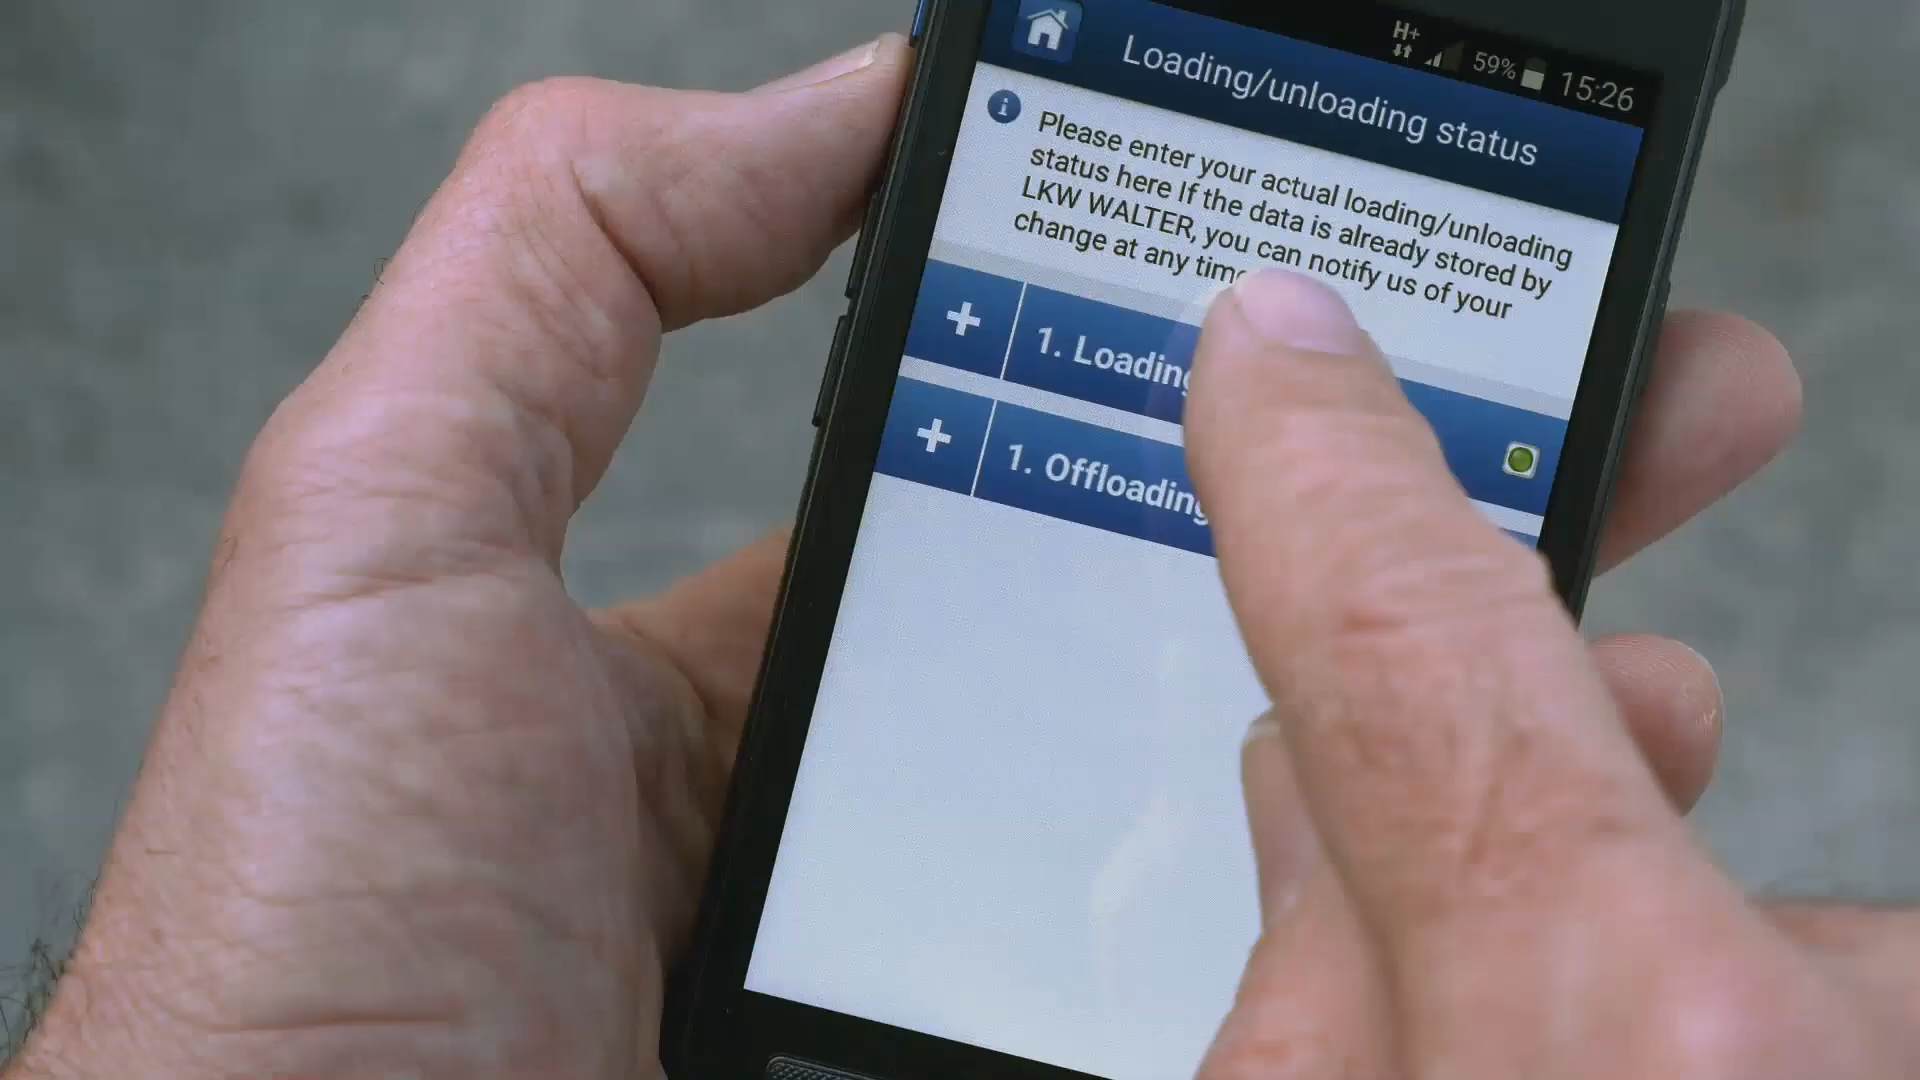 H+ 59% 15:26
Loading/unloading status
i
Please enter your actual loading/unloading
status here If the data is already stored by
LKW WALTER, you can notify us of your
change at any time
+ 1. Loading
+ 1. Offloading